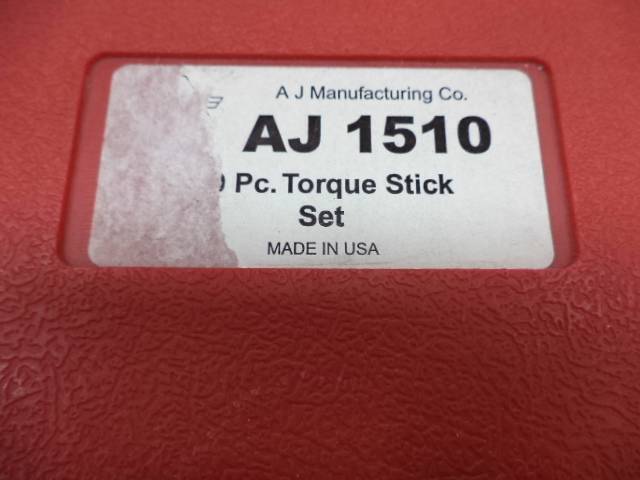 A J Manufacturing Co.
AJ 1510
Pc. Torque Stick
Set
MADE IN USA